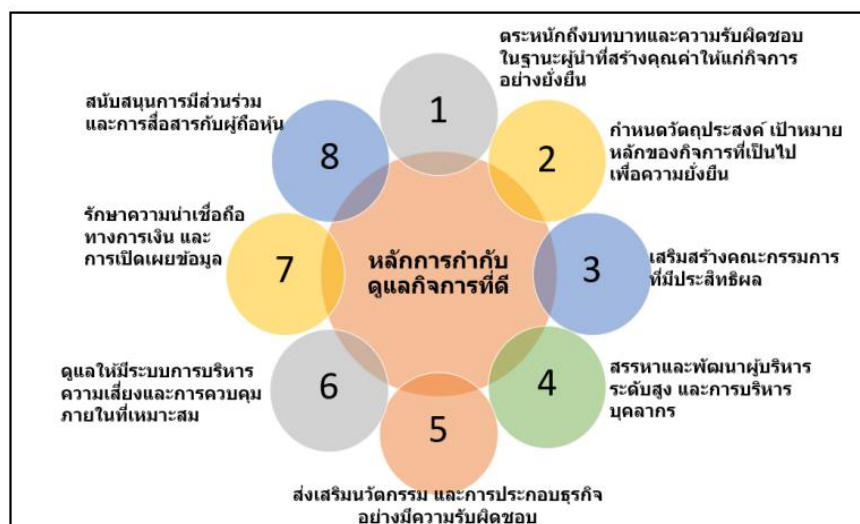 หลักการกำกับ
ดูแลกิจการที่ดี
1
ตระหนักถึงบทบาทและความรับผิดชอบ
ในฐานะผู้นำที่สร้างคุณค่าให้แก่กิจการ
อย่างยั่งยืน
2
กำหนดวัตถุประสงค์ เป้าหมาย
หลักของกิจการที่เป็นไป
เพื่อความยั่งยืน
3
เสริมสร้างคณะกรรมการ
ที่มีประสิทธิผล
4
สรรหาและพัฒนาผู้บริหาร
ระดับสูง และการบริหาร
บุคลากร
5
ส่งเสริมนวัตกรรม และการประกอบธุรกิจ
อย่างมีความรับผิดชอบ
6
ดูแลให้มีระบบการบริหาร
ความเสี่ยงและการควบคุม
ภายในที่เหมาะสม
7
รักษาความน่าเชื่อถือ
ทางการเงิน และ
การเปิดเผยข้อมูล
8
สนับสนุนการมีส่วนร่วม
และการสื่อสารกับผู้ถือหุ้น